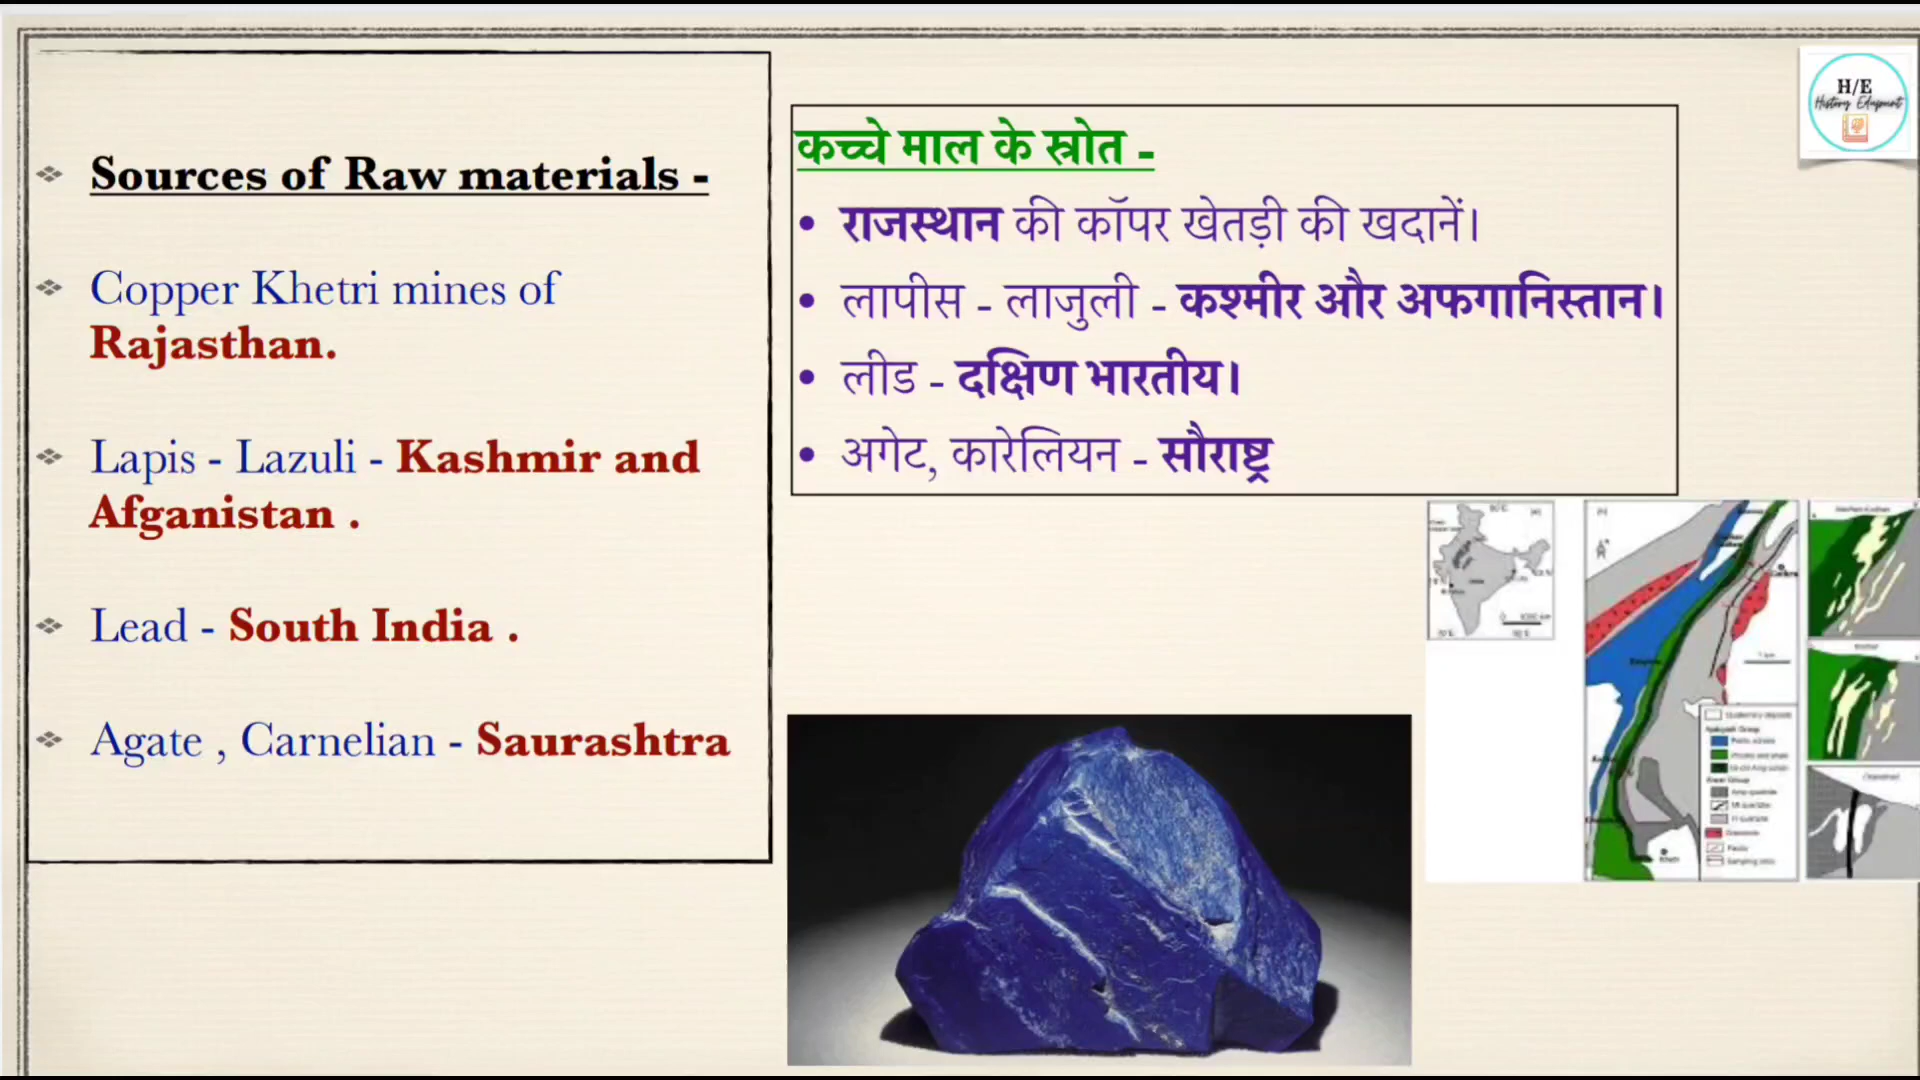 Sources of Raw materials -
Copper Khetri mines of
Rajasthan.
Lapis - Lazuli - Kashmir and
Afganistan .
Lead - South India .
Agate , Carnelian - Saurashtra
कच्चे माल के स्रोत -
राजस्थान की कॉपर खेतड़ी की खदानें।
लापीस - लाजुली - कश्मीर और अफगानिस्तान।
लीड - दक्षिण भारतीय।
अगेट, कारेलियन - सौराष्ट्र
H/E